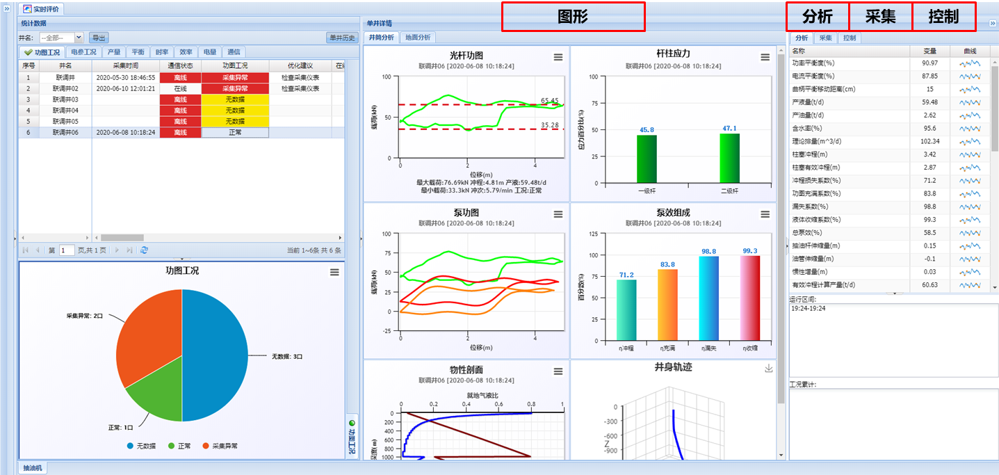 图形
分析 采集 控制
实时评价
统计数据
井名: --全部-- 导出 单井历史
功图工况 电参工况 产量 平衡 时率 效率 电量 通信
序号 井名 采集时间 通信状态 功图工况 优化建议
1 联调井 2020-05-30 18:46:55 离线 采集异常 检查采集仪表
2 联调井02 2020-06-10 12:01:21 在线 采集异常 检查采集仪表
3 联调井03 离线 无数据
4 联调井04 离线 无数据
5 联调井05 离线 无数据
6 联调井06 2020-06-08 10:18:24 离线 正常
第 1 页,共 1 页 当前 1~6条 共 6 条
功图工况
采集异常: 2口
无数据: 3口
正常: 1口
无数据 正常 采集异常
功图工况
抽油机
单井详情
井筒分析 地面分析
光杆功图
联调井06 [2020-06-08 10:18:24]
载荷(kN)
100
50
0
65.45
35.28
0 2 4
位移(m)
最大载荷:76.69kN 冲程:4.81m 产液:59.48t/d
最小载荷:33.3kN 冲次:5.79/min 工况:正常
杆柱应力
联调井06 [2020-06-08 10:18:24]
应力百分比(%)
100
75
50
25
0
45.8 47.1
一级杆 二级杆
泵功图
联调井06 [2020-06-08 10:18:24]
载荷(kN)
100
75
50
25
0
-25
0 2 4
位移(m)
泵效组成
联调井06 [2020-06-08 10:18:24]
百分数(%)
125
100
75
50
25
0
71.2 83.8 98.8 99.3
η冲程 η充满 η漏失 η收缩
物性剖面
联调井06 [2020-06-08 10:18:24]
就地气液比
0 0.2 0.4 0.6 0.8 1
0
200
400
600
800
1000
井身轨迹
0
-300
-600
-900
Z
分析 采集 控制
名称 变量 曲线
功率平衡度(%) 90.97
电流平衡度(%) 87.85
曲柄平衡移动距离(cm) 15
产液量(t/d) 59.48
产油量(t/d) 2.62
含水率(%) 95.6
理论排量(m^3/d) 102.34
柱塞冲程(m) 3.42
柱塞有效冲程(m) 2.87
冲程损失系数(%) 71.2
功图充满系数(%) 83.8
漏失系数(%) 98.8
液体收缩系数(%) 99.3
总泵效(%) 58.5
抽油杆伸缩量(m) 0.15
油管伸缩量(m) -0.1
惯性增量(m) 0.03
有效冲程计算产量(t/d) 60.63
运行区间:
19:24-19:24
工况累计: